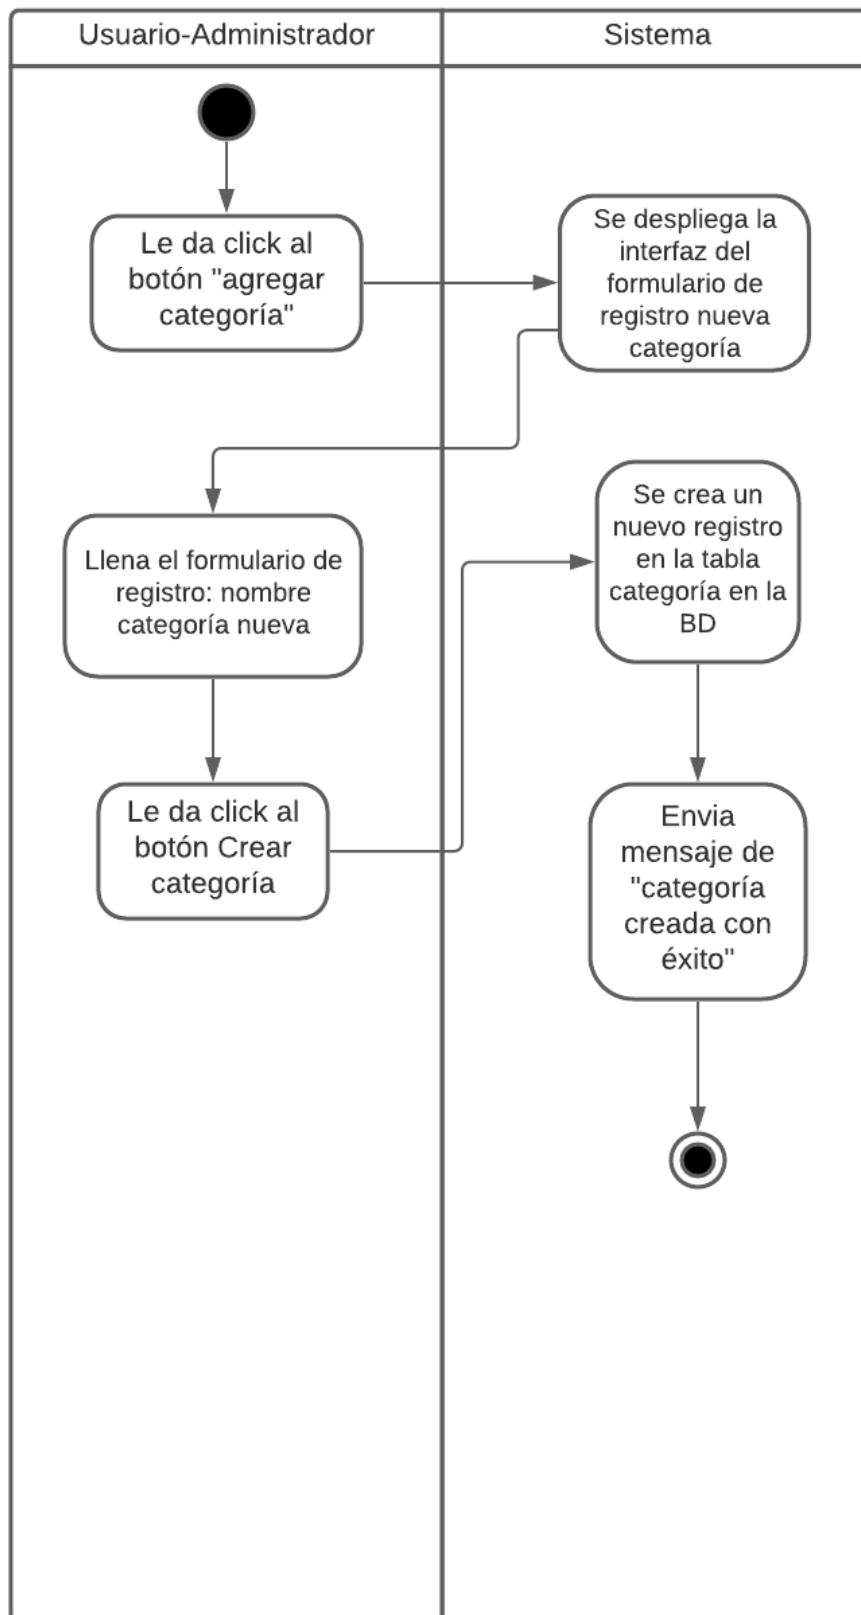 Usuario-Administrador
Sistema
Le da click al
botón "agregar
categoría"
Se despliega la
interfaz del
formulario de
registro nueva
categoría
Llena el formulario de
registro: nombre
categoría nueva
Le da click al
botón Crear
categoría
Se crea un
nuevo registro
en la tabla
categoría en la
BD
Envia
mensaje de
"categoría
creada con
éxito"